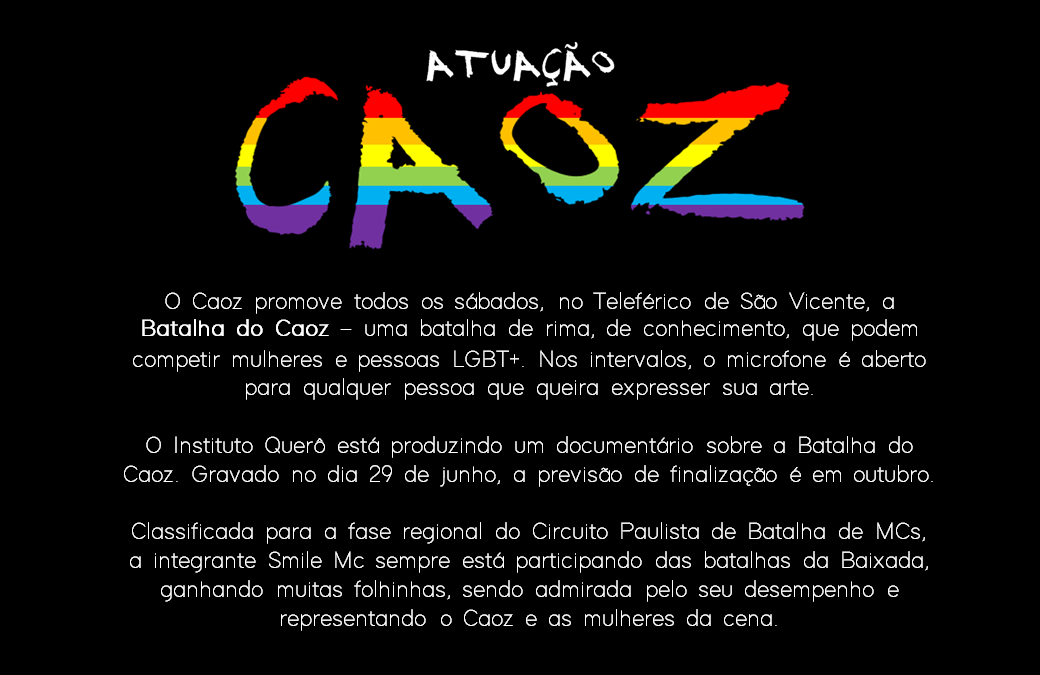 ATUAÇÃO
CAOZ
O Caoz promove todos os sábados, no Teleférico de São Vicente, a
Batalha do Caoz – uma batalha de rima, de conhecimento, que podem
competir mulheres e pessoas LGBT+. Nos intervalos, o microfone é aberto
para qualquer pessoa que queira expresser sua arte.
O Instituto Querô está produzindo um documentário sobre a Batalha do
Caoz. Gravado no dia 29 de junho, a previsão de finalização é em outubro.
Classificada para a fase regional do Circuito Paulista de Batalha de MCs,
a integrante Smile Mc sempre está participando das batalhas da Baixada,
ganhando muitas folhinhas, sendo admirada pelo seu desempenho e
representando o Caoz e as mulheres da cena.